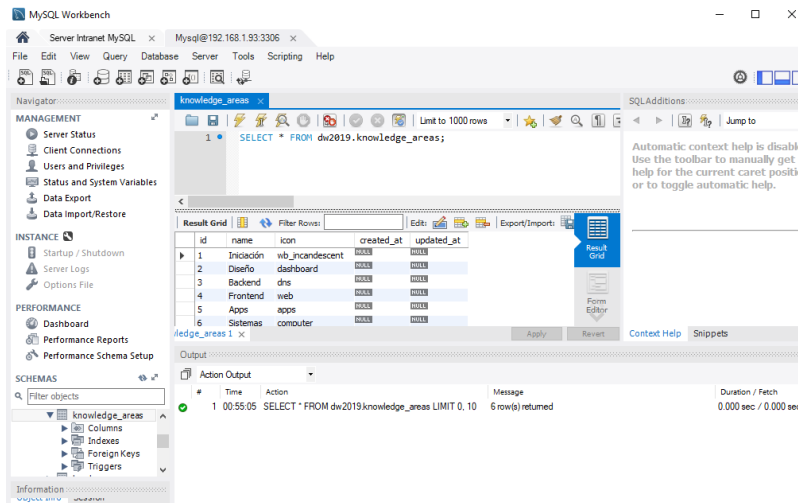 MySQL Workbench
Server Intranet MySQL × Mysql@192.168.1.93:3306 ×
File Edit View Query Database Server Tools Scripting Help
Navigator
knowledge_areas ×
SQLAdditions
MANAGEMENT
Server Status
Client Connections
Users and Privileges
Status and System Variables
Data Export
Data Import/Restore
INSTANCE
Startup / Shutdown
Server Logs
Options File
PERFORMANCE
Dashboard
Performance Reports
Performance Schema Setup
SCHEMAS
Filter objects
knowledge_areas
Columns
Indexes
Foreign Keys
Triggers
Information
Object Info Session
Limit to 1000 rows
1 SELECT * FROM dw2019.knowledge_areas;
Jump to
Automatic context help is disabl
Use the toolbar to manually get
help for the current caret positi
or to toggle automatic help.
Result Grid Filter Rows: Edit: Export/Import:
id name icon created_at updated_at
1 Iniciación wb_incandescent NULL NULL
2 Diseño dashboard NULL NULL
3 Backend dns NULL NULL
4 Frontend web NULL NULL
5 Apps apps NULL NULL
6 Sistemas computer NULL NULL
Result
Grid
Form
Editor
vledge_areas 1 × Apply Revert
Context Help Snippets
Output
Action Output
# Time Action Message Duration / Fetch
1 00:55:05 SELECT * FROM dw2019.knowledge_areas LIMIT 0, 10 6 row(s) returned 0.000 sec / 0.000 sec